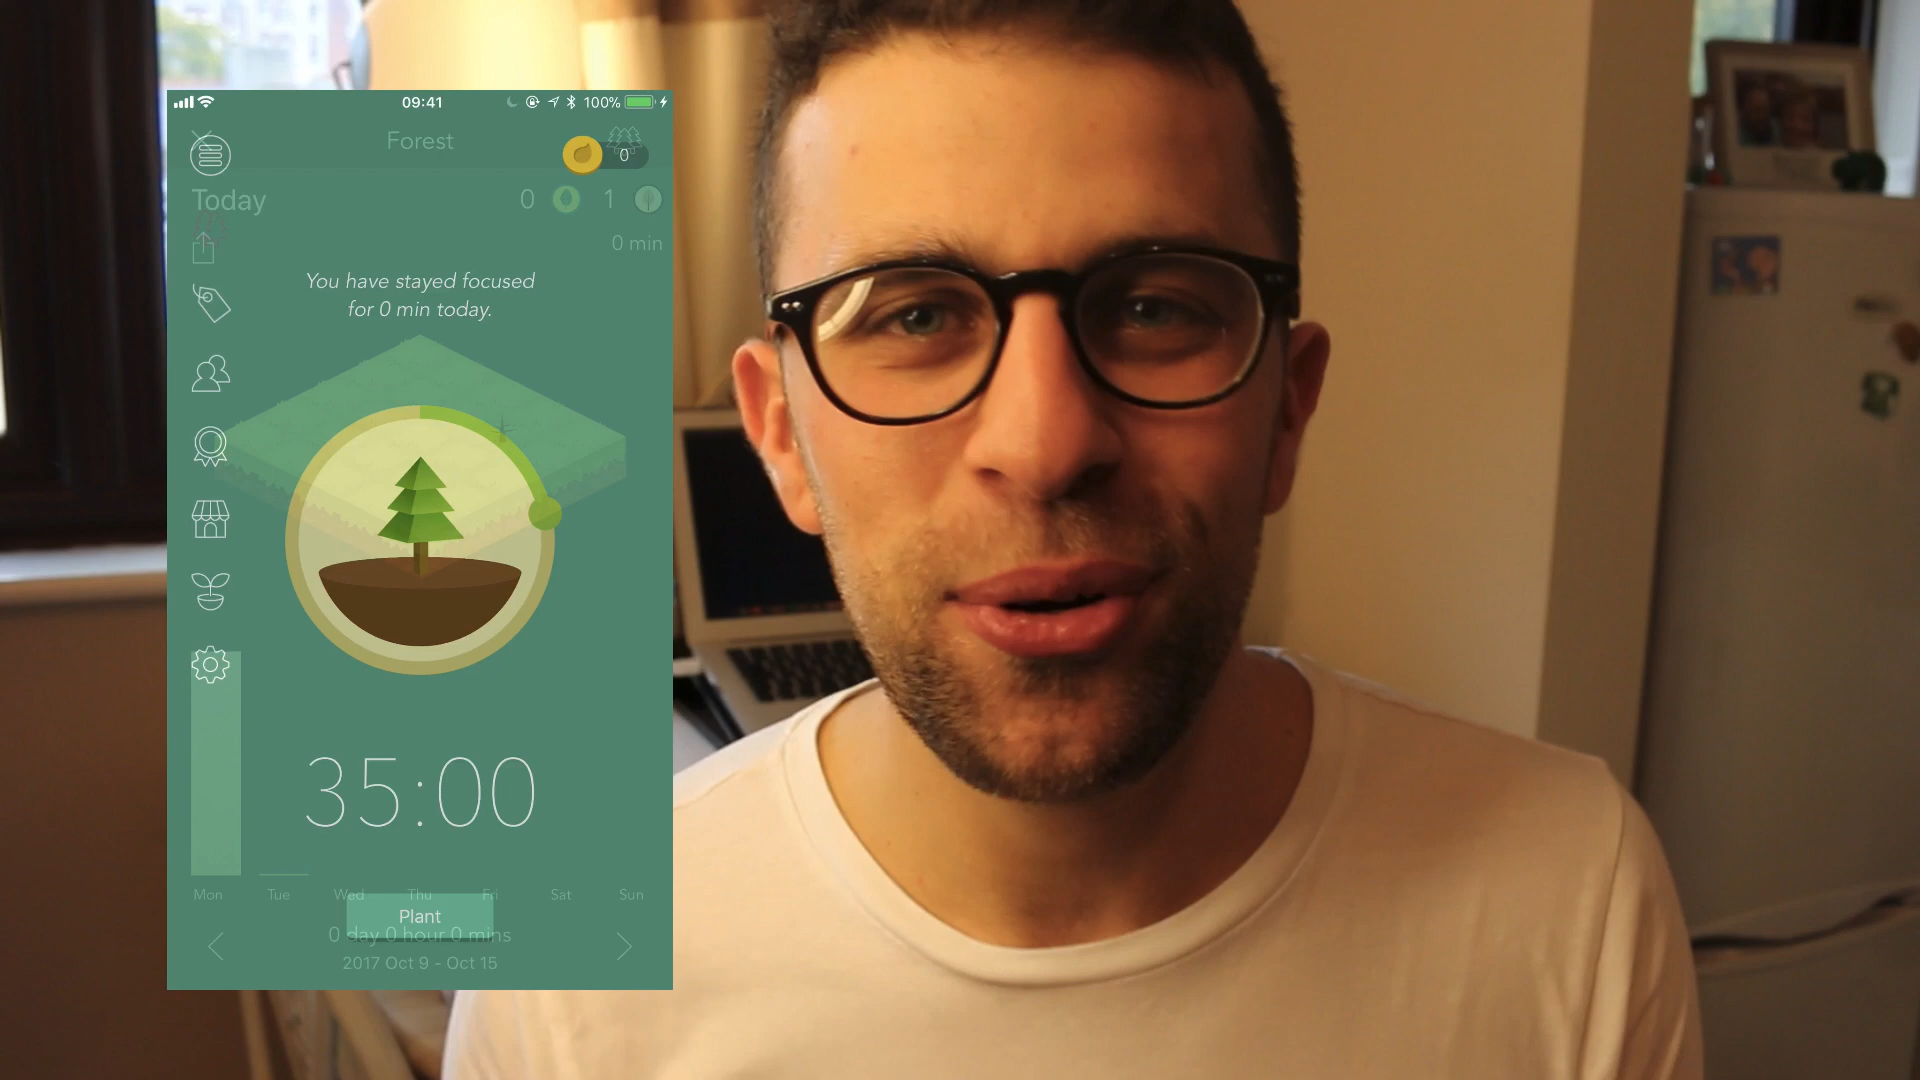 09:41
100%
Forest
0
Today
0
1
0 min
You have stayed focused
for 0 min today.
35:00
Mon Tue Wed Thu Fri Sat Sun
Plant
0 day 0 hour 0 mins
2017 Oct 9 - Oct 15